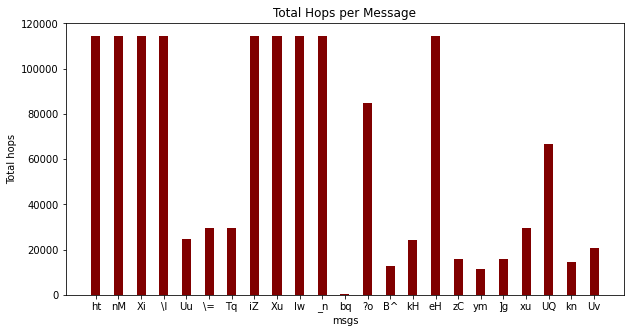 Total Hops per Message
120000
100000
80000
60000
40000
20000
0
Total hops
ht nM Xi \l Uu \= Tq iZ Xu lw _n bq ?o B^ kH eH zC ym ]g xu UQ kn Uv
msgs